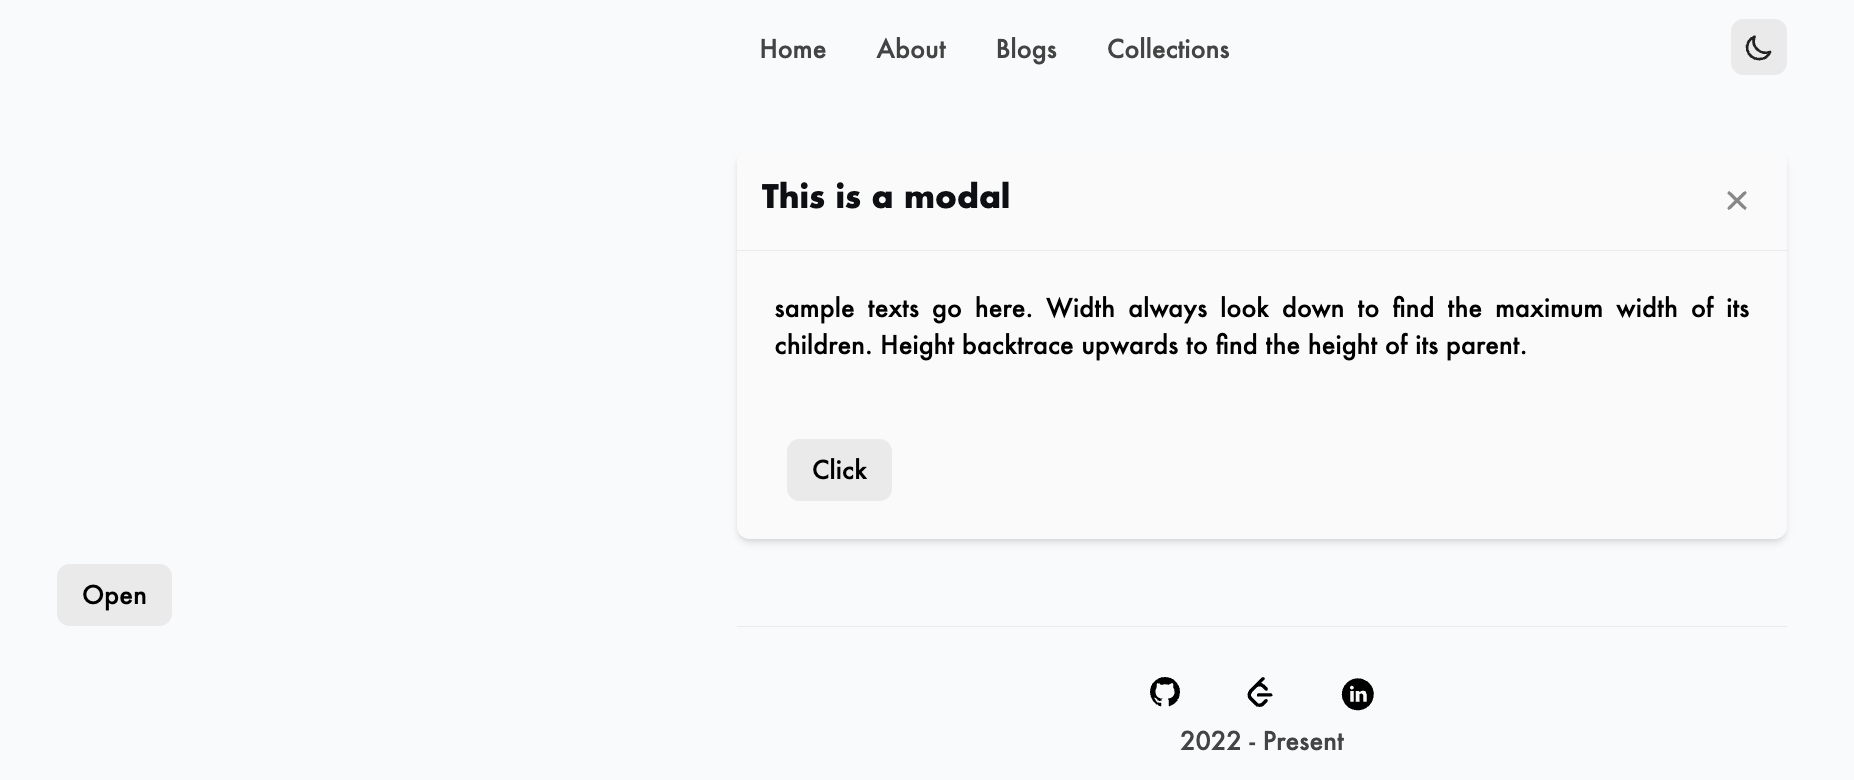 Home About Blogs Collections
This is a modal
sample texts go here. Width always look down to find the maximum width of its
children. Height backtrace upwards to find the height of its parent.
Click
Open
in
2022 - Present